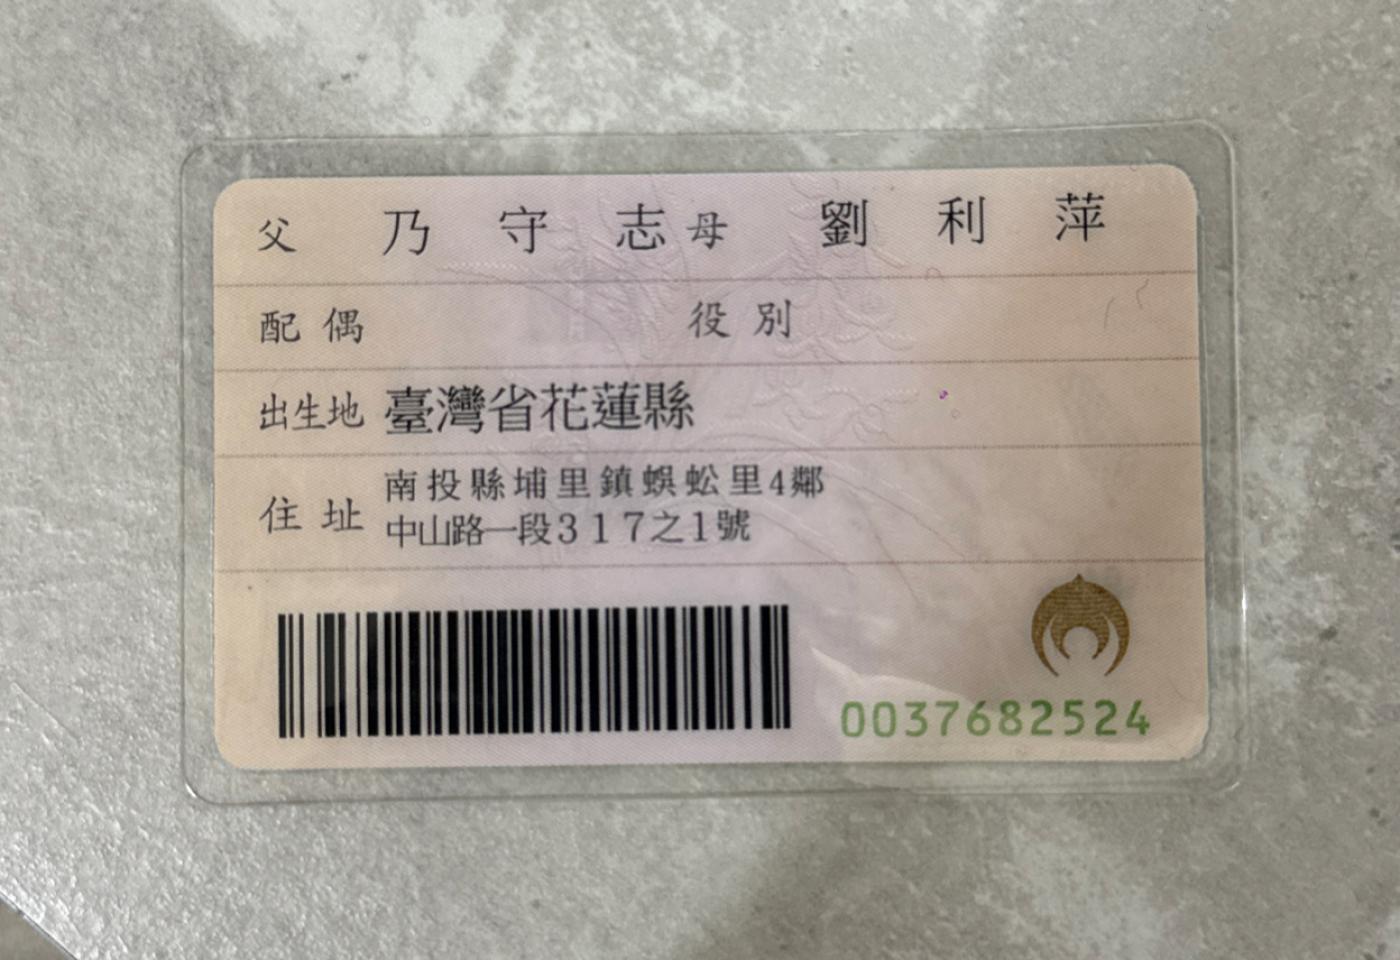 父 乃守志 母 劉利萍
配偶 役別
出生地 臺灣省花蓮縣
住址 南投縣埔里鎮蜈蚣里4鄰
中山路一段317之1號
0037682524